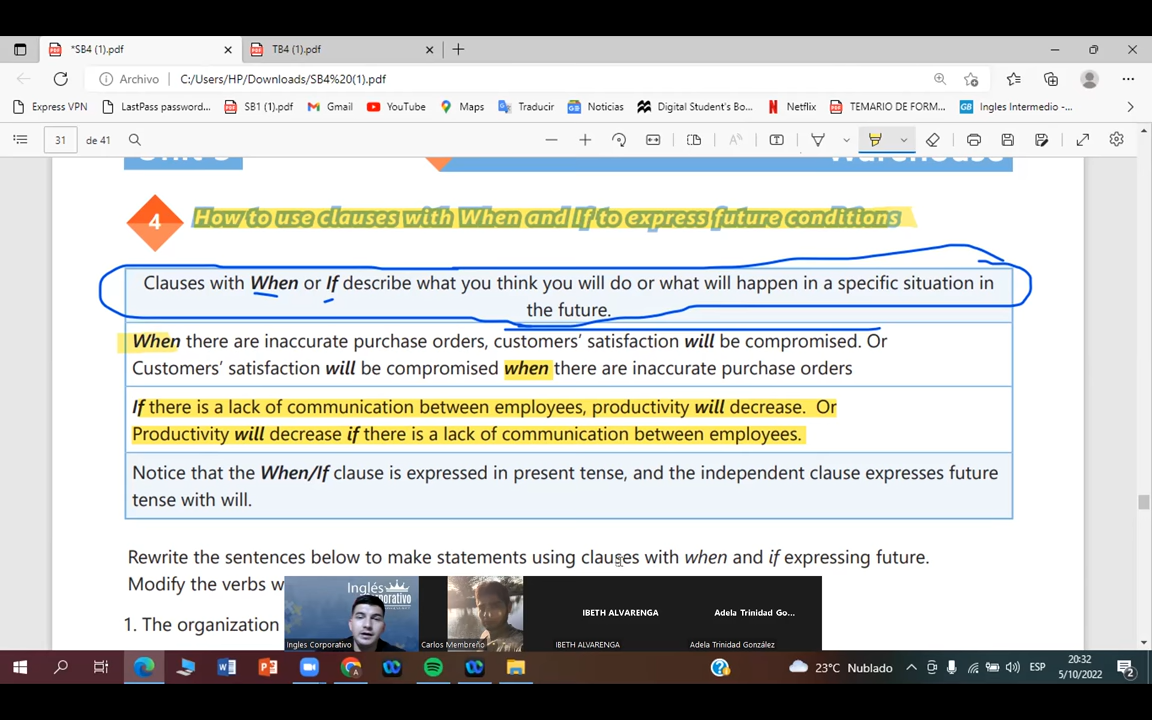 *SB4 (1).pdf
TB4 (1).pdf
Archivo C:/Users/HP/Downloads/SB4%20(1).pdf
Express VPN LastPass password... SB1 (1).pdf Gmail YouTube Maps Traducir Noticias Digital Student's Bo... Netflix TEMARIO DE FORM... Ingles Intermedio -...
31 de 41
Warehouse
4 How to use clauses with When and If to express future conditions
Clauses with When or If describe what you think you will do or what will happen in a specific situation in
the future.
When there are inaccurate purchase orders, customers’ satisfaction will be compromised. Or
Customers’ satisfaction will be compromised when there are inaccurate purchase orders
If there is a lack of communication between employees, productivity will decrease. Or
Productivity will decrease if there is a lack of communication between employees.
Notice that the When/If clause is expressed in present tense, and the independent clause expresses future
tense with will.
Rewrite the sentences below to make statements using clauses with when and if expressing future.
Modify the verbs w
1. The organization
Inglés
Corporativo
IBETH ALVARENGA
Adela Trinidad Go...
Ingles Corporativo
Carlos Membreño
IBETH ALVARENGA
Adela Trinidad González
23°C Nublado
ESP
20:32
5/10/2022
2